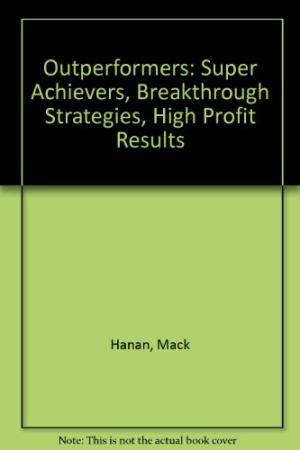 Outperformers: Super
Achievers, Breakthrough
Strategies, High Profit
Results
Hanan, Mack
Note: This is not the actual book cover